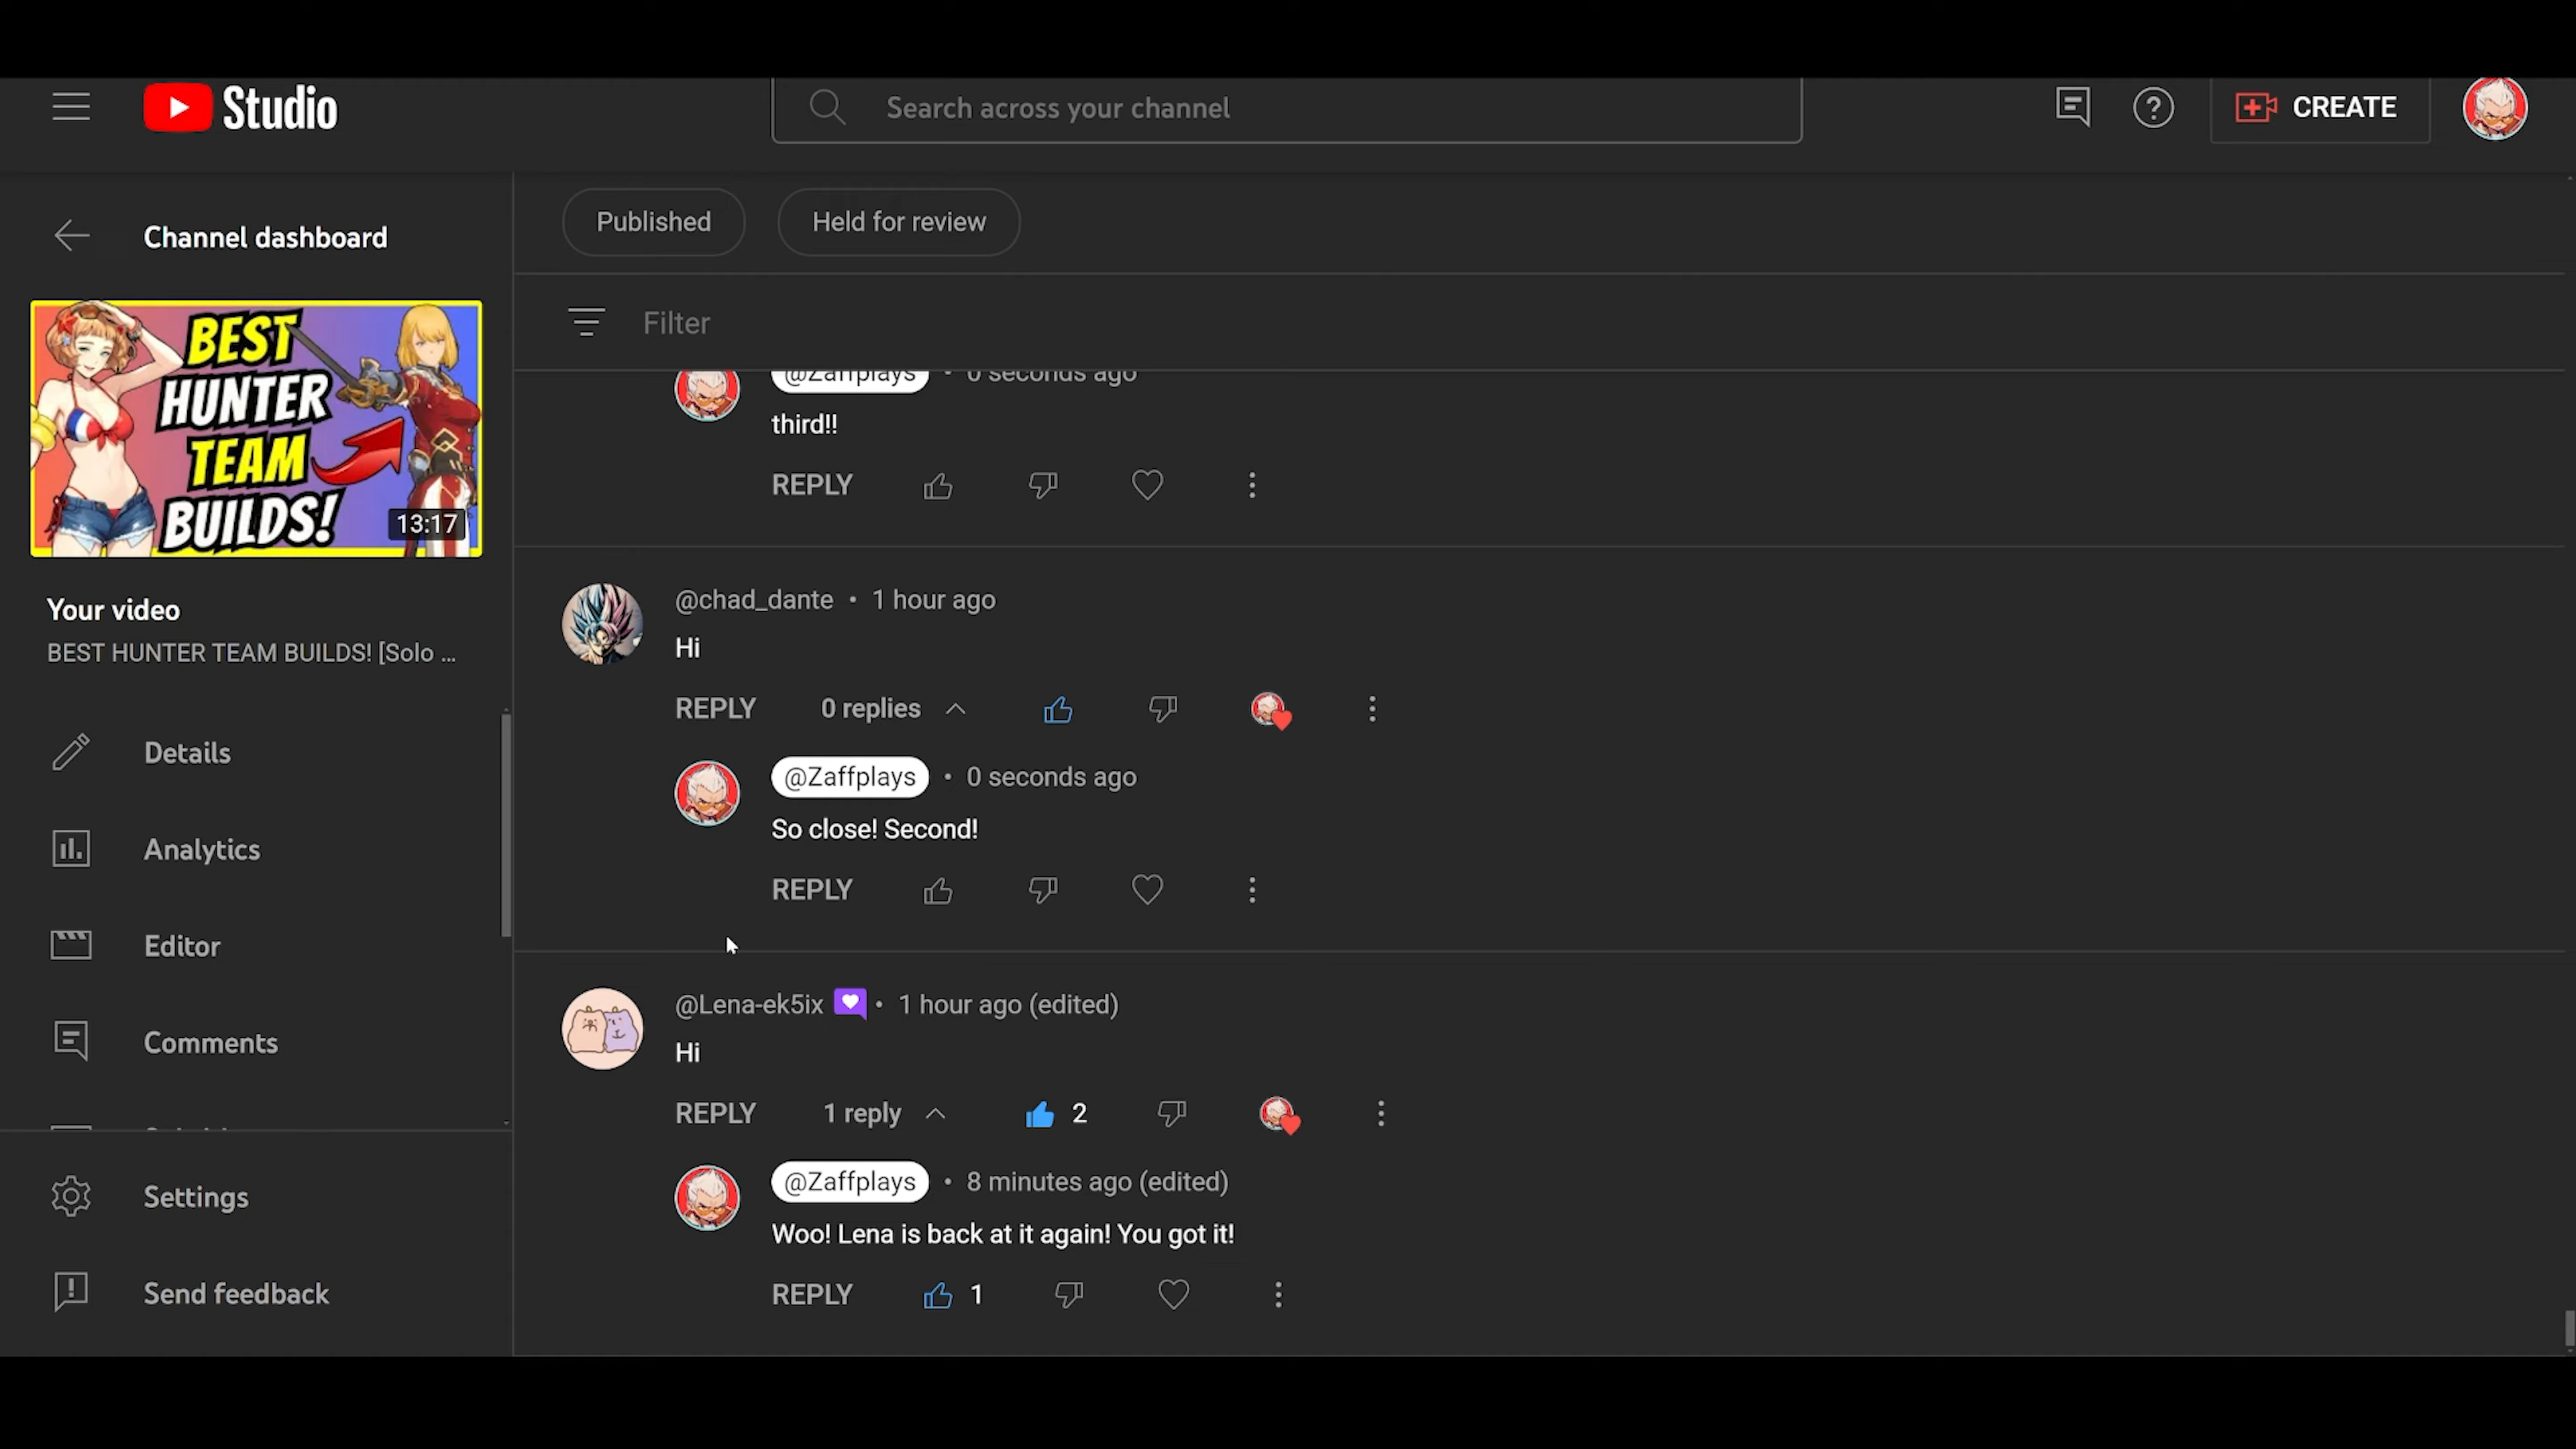 Studio
Search across your channel
CREATE
Channel dashboard
BEST
HUNTER
TEAM
BUILDS!
13:17
Your video
BEST HUNTER TEAM BUILDS! [Solo ...
Details
Analytics
Editor
Comments
Settings
Send feedback
Published
Held for review
Filter
@Zaffplays • 0 seconds ago
third!!
REPLY
@chad_dante • 1 hour ago
Hi
REPLY 0 replies
@Zaffplays • 0 seconds ago
So close! Second!
REPLY
@Lena-ek5ix • 1 hour ago (edited)
Hi
REPLY 1 reply 2
@Zaffplays • 8 minutes ago (edited)
Woo! Lena is back at it again! You got it!
REPLY 1